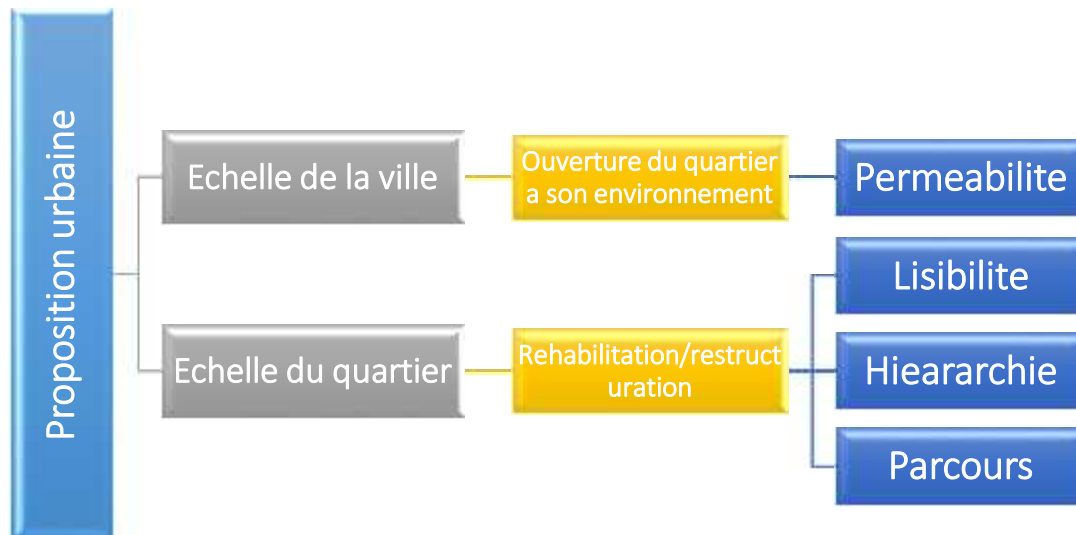 Proposition urbaine
Echelle de la ville
Ouverture du quartier
a son environnement
Permeabilite
Echelle du quartier
Rehabilitation/restruct
uration
Lisibilite
Hieararchie
Parcours